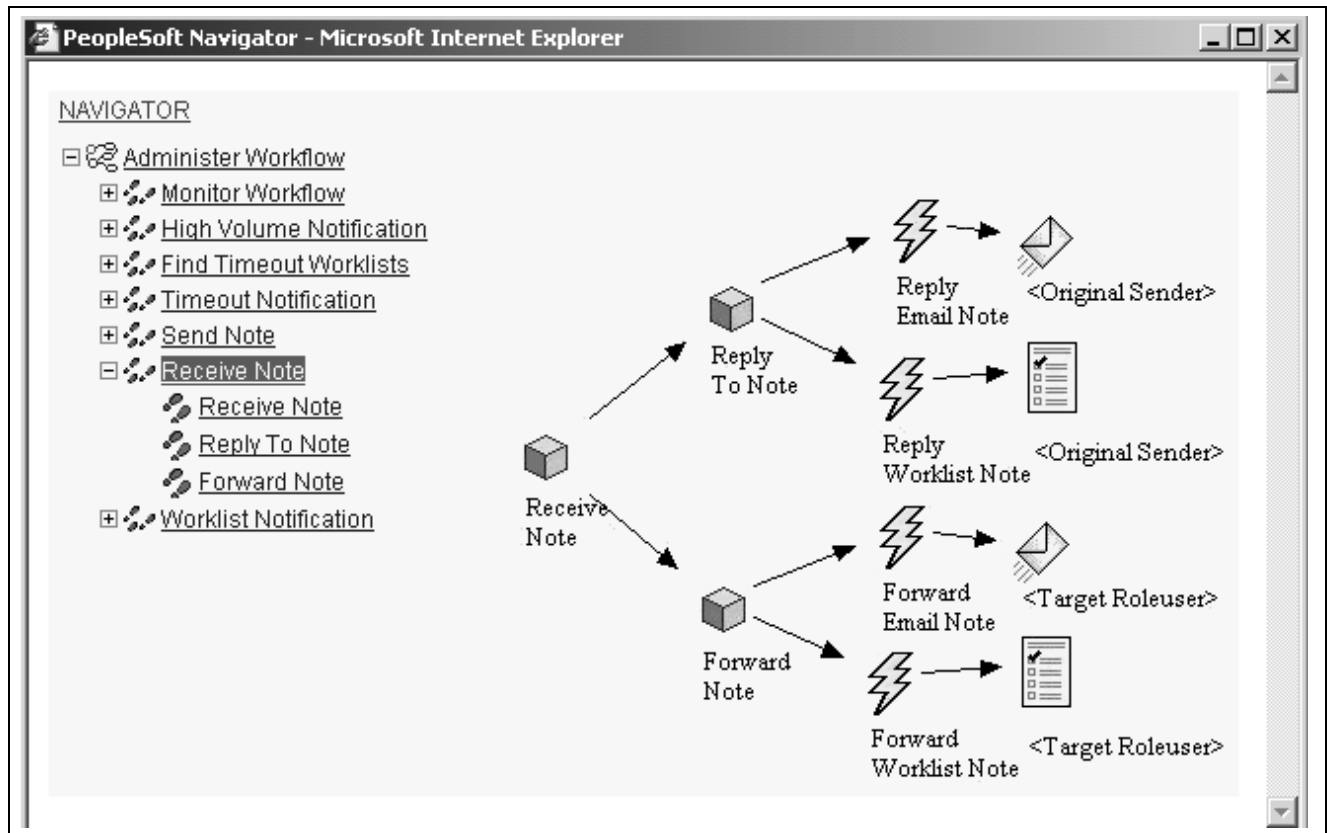 PeopleSoft Navigator - Microsoft Internet Explorer
NAVIGATOR
Administer Workflow
Monitor Workflow
High Volume Notification
Find Timeout Worklists
Timeout Notification
Send Note
Receive Note
Receive Note
Reply To Note
Forward Note
Worklist Notification
Receive
Note
Reply
To Note
Reply
Email Note
<Original Sender>
Reply
Worklist Note
<Original Sender>
Forward
Note
Forward
Email Note
<Target Roleuser>
Forward
Worklist Note
<Target Roleuser>